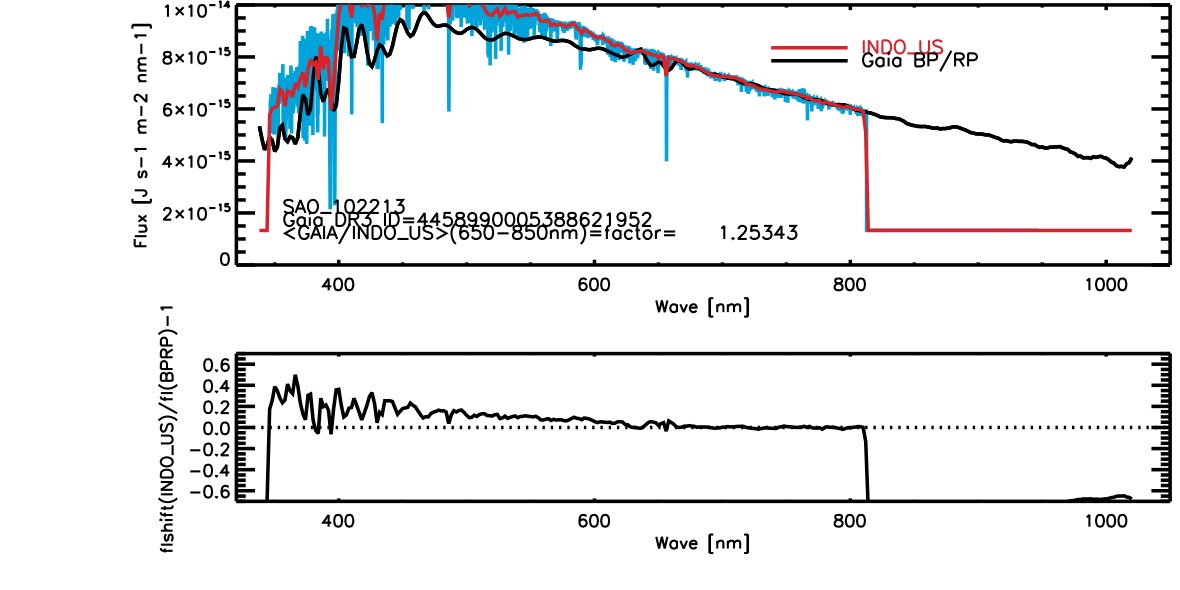 1×10⁻¹⁴
8×10⁻¹⁵
6×10⁻¹⁵
4×10⁻¹⁵
2×10⁻¹⁵
0
Flux [J s-1 m-2 nm-1]
INDO_US
Gaia BP/RP
SAO_102213
Gaia DR3 ID=4458990005388621952
<GAIA/INDO_US>(650-850nm)=factor= 1.25343
400 600 800 1000
Wave [nm]
flshift(INDO_US)/fl(BPRP)-1
0.6
0.4
0.2
0.0
-0.2
-0.4
-0.6
400 600 800 1000
Wave [nm]